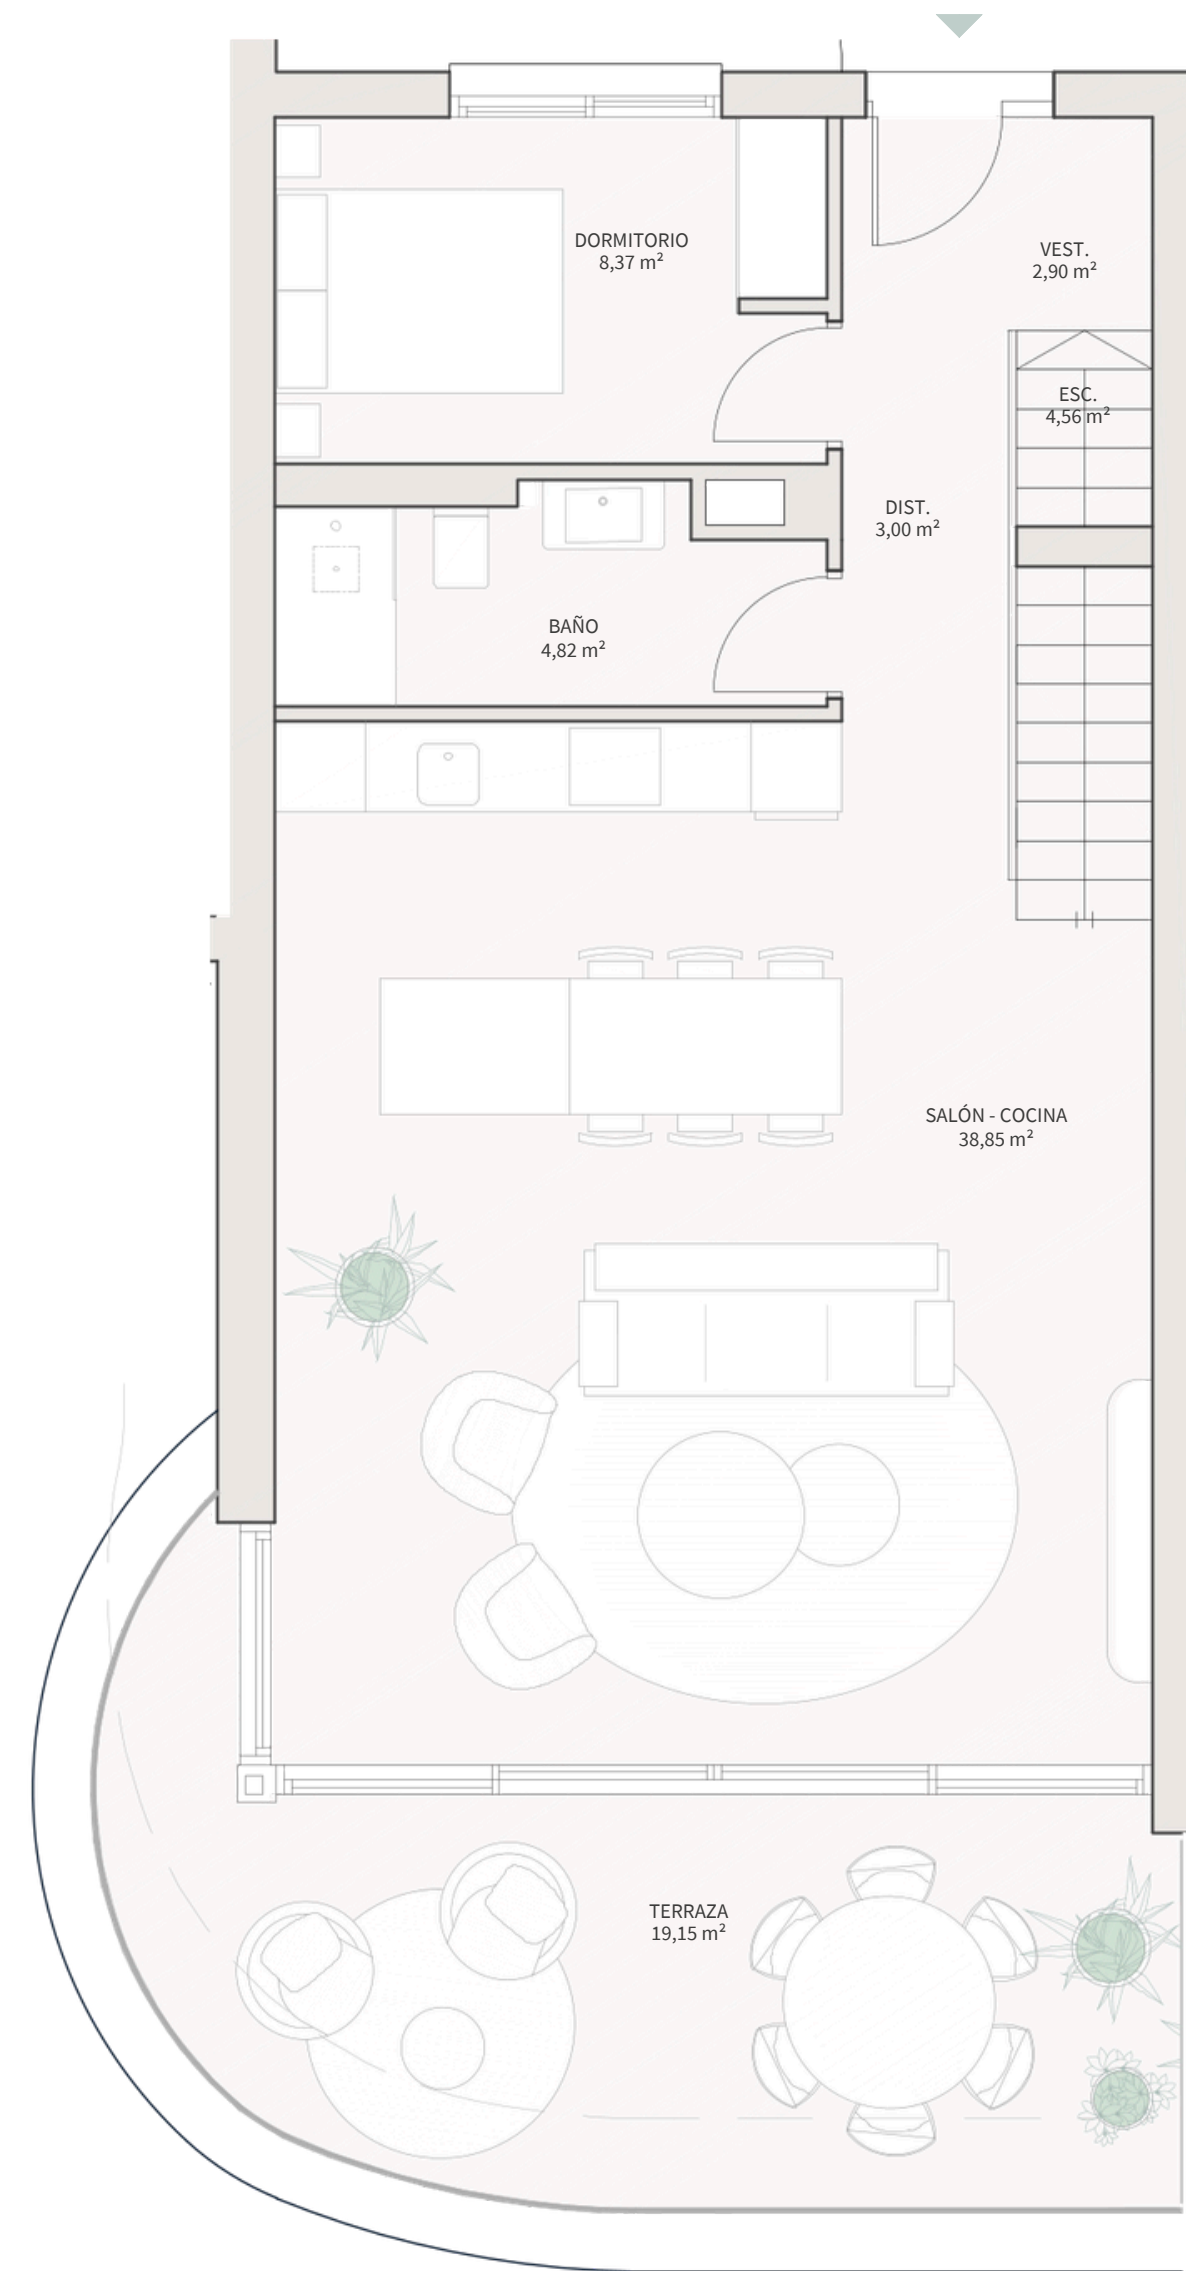 DORMITORIO
8,37 m²
VEST.
2,90 m²
ESC.
4,56 m²
DIST.
3,00 m²
BAÑO
4,82 m²
SALÓN - COCINA
38,85 m²
TERRAZA
19,15 m²